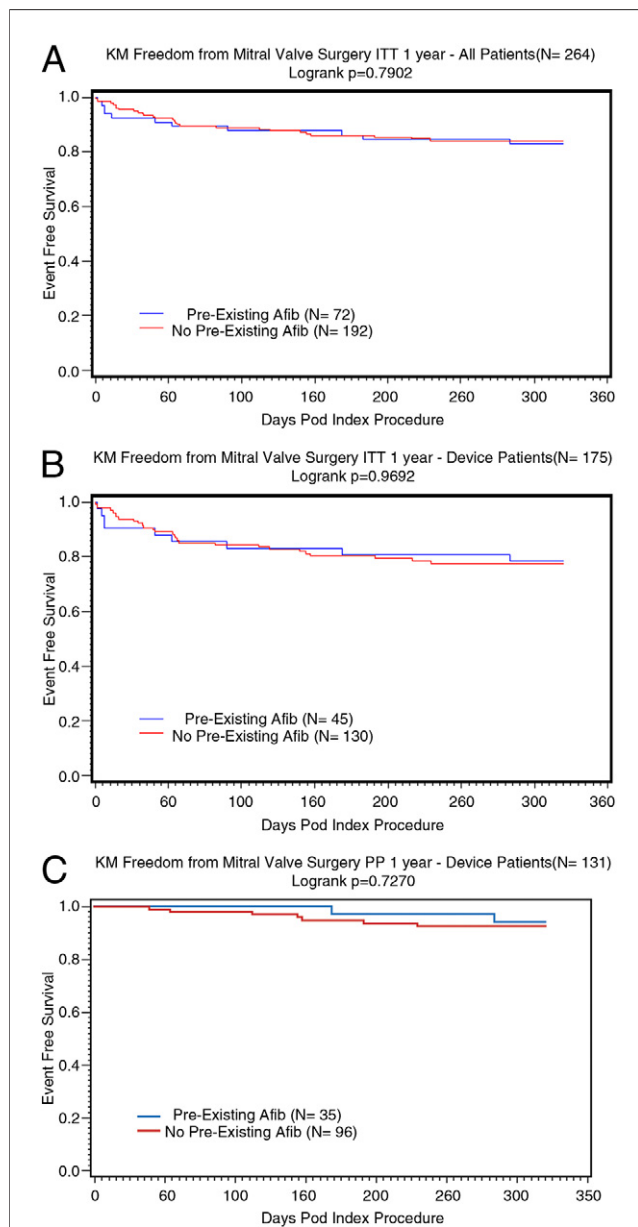 A
KM Freedom from Mitral Valve Surgery ITT 1 year - All Patients(N= 264)
Logrank p=0.7902
1.0
0.8
0.6
0.4
0.2
0.0
Event Free Survival
Pre-Existing Afib (N= 72)
No Pre-Existing Afib (N= 192)
0 60 100 160 200 260 300 360
Days Pod Index Procedure
B
KM Freedom from Mitral Valve Surgery ITT 1 year - Device Patients(N= 175)
Logrank p=0.9692
1.0
0.8
0.6
0.4
0.2
0.0
Event Free Survival
Pre-Existing Afib (N= 45)
No Pre-Existing Afib (N= 130)
0 60 100 160 200 260 300 360
Days Pod Index Procedure
C
KM Freedom from Mitral Valve Surgery PP 1 year - Device Patients(N= 131)
Logrank p=0.7270
1.0
0.8
0.6
0.4
0.2
0.0
Event Free Survival
Pre-Existing Afib (N= 35)
No Pre-Existing Afib (N= 96)
0 60 100 160 200 260 300 350
Days Pod Index Procedure